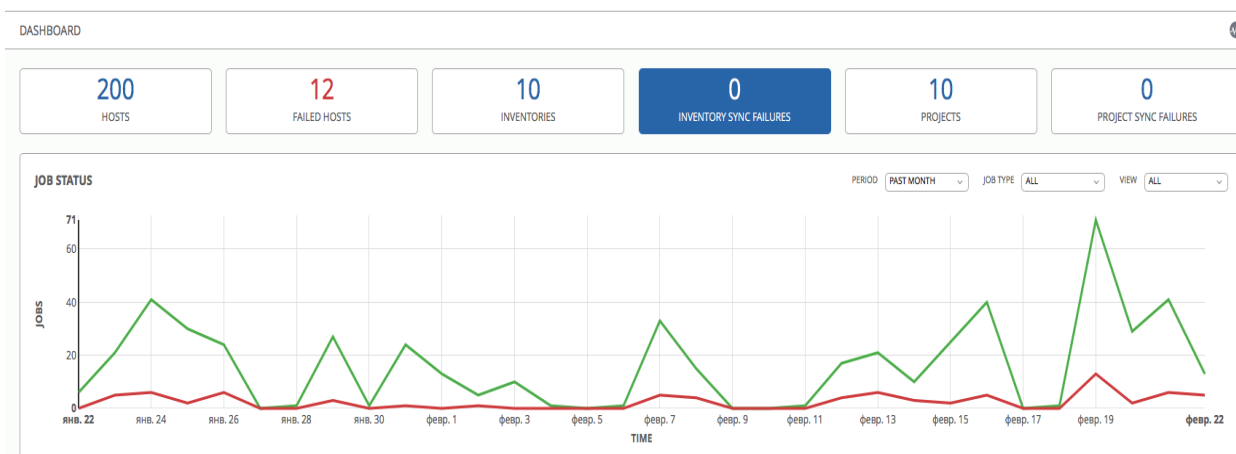 DASHBOARD
200 12 10 0 10 0
HOSTS FAILED HOSTS INVENTORIES INVENTORY SYNC FAILURES PROJECTS PROJECT SYNC FAILURES
JOB STATUS PERIOD PAST MONTH JOB TYPE ALL VIEW ALL
71
60
40
20
0
JOBS
янв. 22 янв. 24 янв. 26 янв. 28 янв. 30 февр. 1 февр. 3 февр. 5 февр. 7 февр. 9 февр. 11 февр. 13 февр. 15 февр. 17 февр. 19 февр. 22
TIME